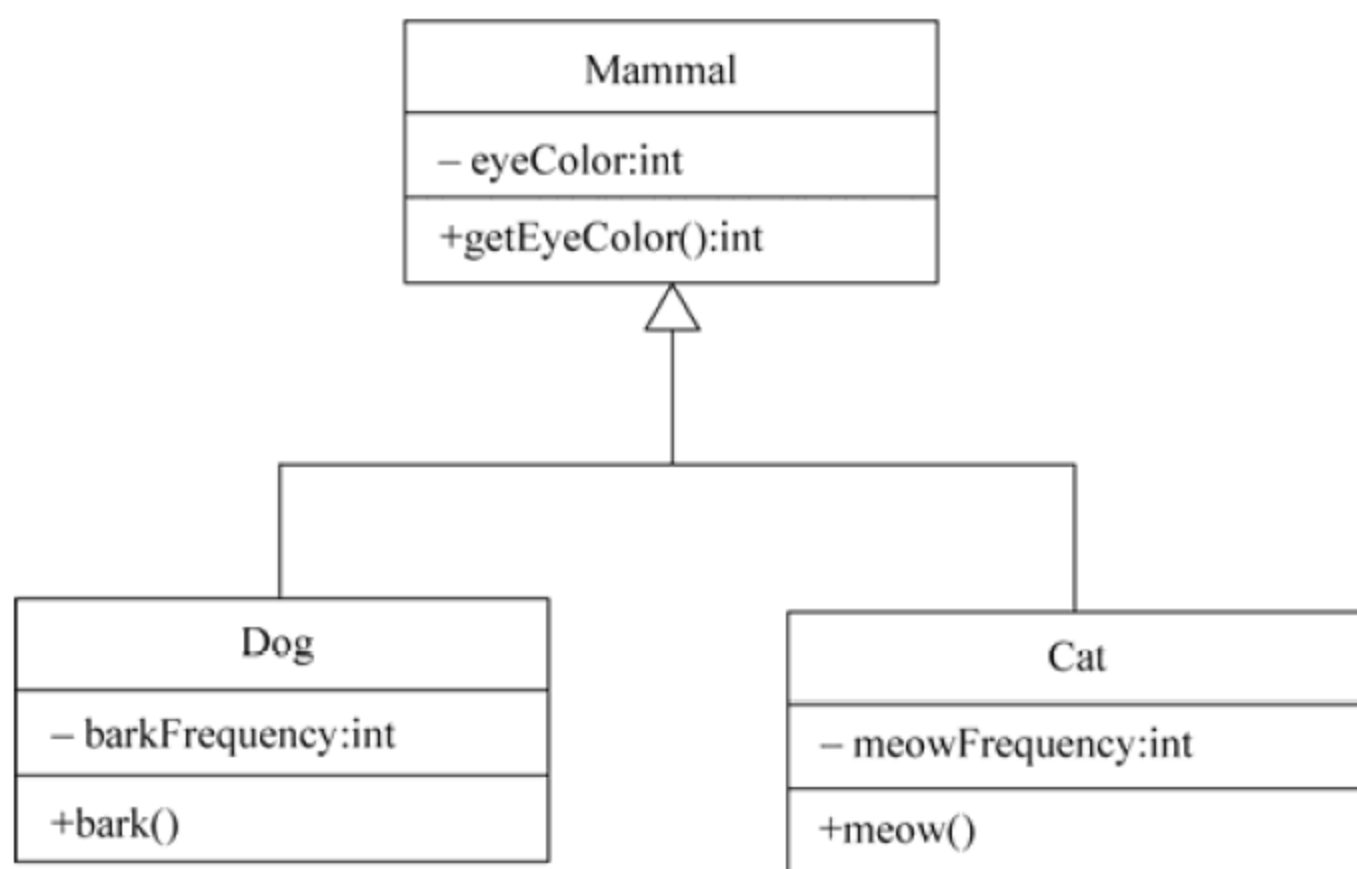 Mammal
– eyeColor:int
+getEyeColor():int
Dog
– barkFrequency:int
+bark()
Cat
– meowFrequency:int
+meow()